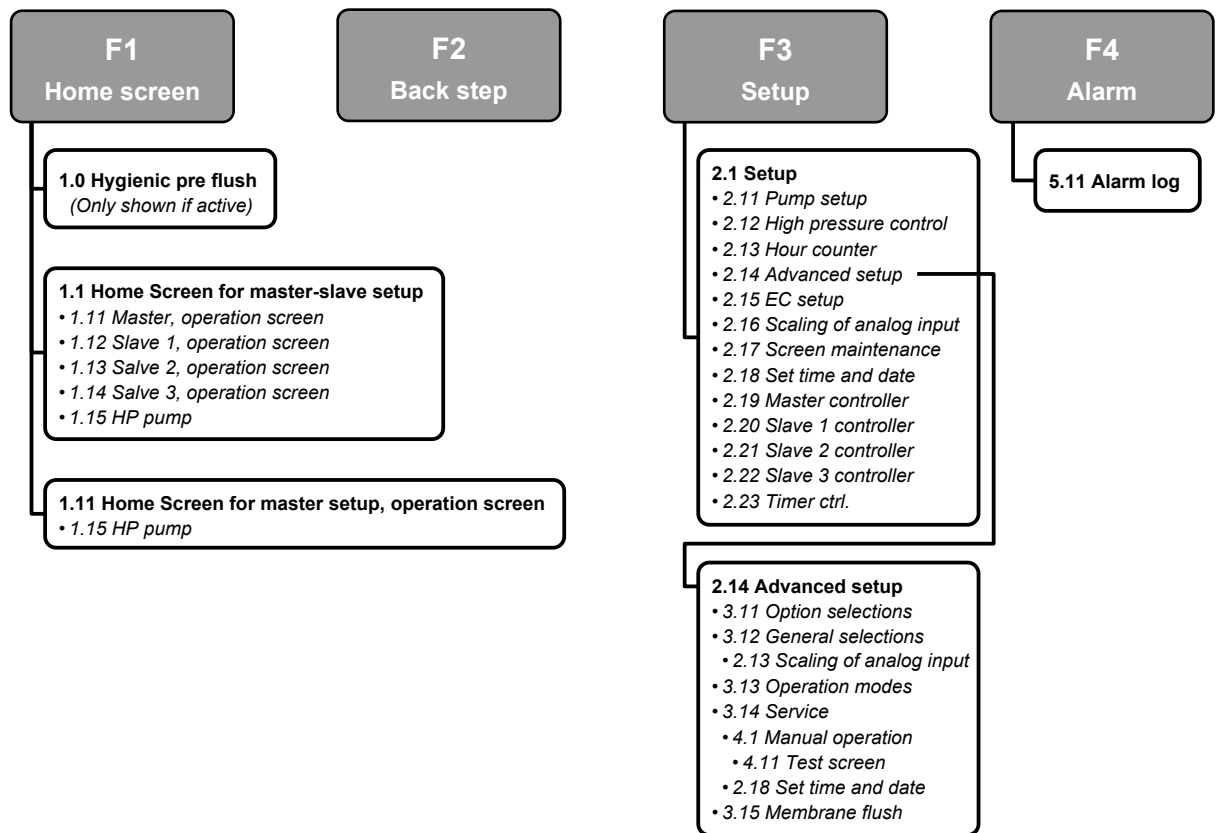 F1
Home screen
F2
Back step
F3
Setup
F4
Alarm
1.0 Hygienic pre flush
(Only shown if active)
1.1 Home Screen for master-slave setup
• 1.11 Master, operation screen
• 1.12 Slave 1, operation screen
• 1.13 Salve 2, operation screen
• 1.14 Salve 3, operation screen
• 1.15 HP pump
1.11 Home Screen for master setup, operation screen
• 1.15 HP pump
2.1 Setup
• 2.11 Pump setup
• 2.12 High pressure control
• 2.13 Hour counter
• 2.14 Advanced setup
• 2.15 EC setup
• 2.16 Scaling of analog input
• 2.17 Screen maintenance
• 2.18 Set time and date
• 2.19 Master controller
• 2.20 Slave 1 controller
• 2.21 Slave 2 controller
• 2.22 Slave 3 controller
• 2.23 Timer ctrl.
2.14 Advanced setup
• 3.11 Option selections
• 3.12 General selections
• 2.13 Scaling of analog input
• 3.13 Operation modes
• 3.14 Service
• 4.1 Manual operation
• 4.11 Test screen
• 2.18 Set time and date
• 3.15 Membrane flush
5.11 Alarm log